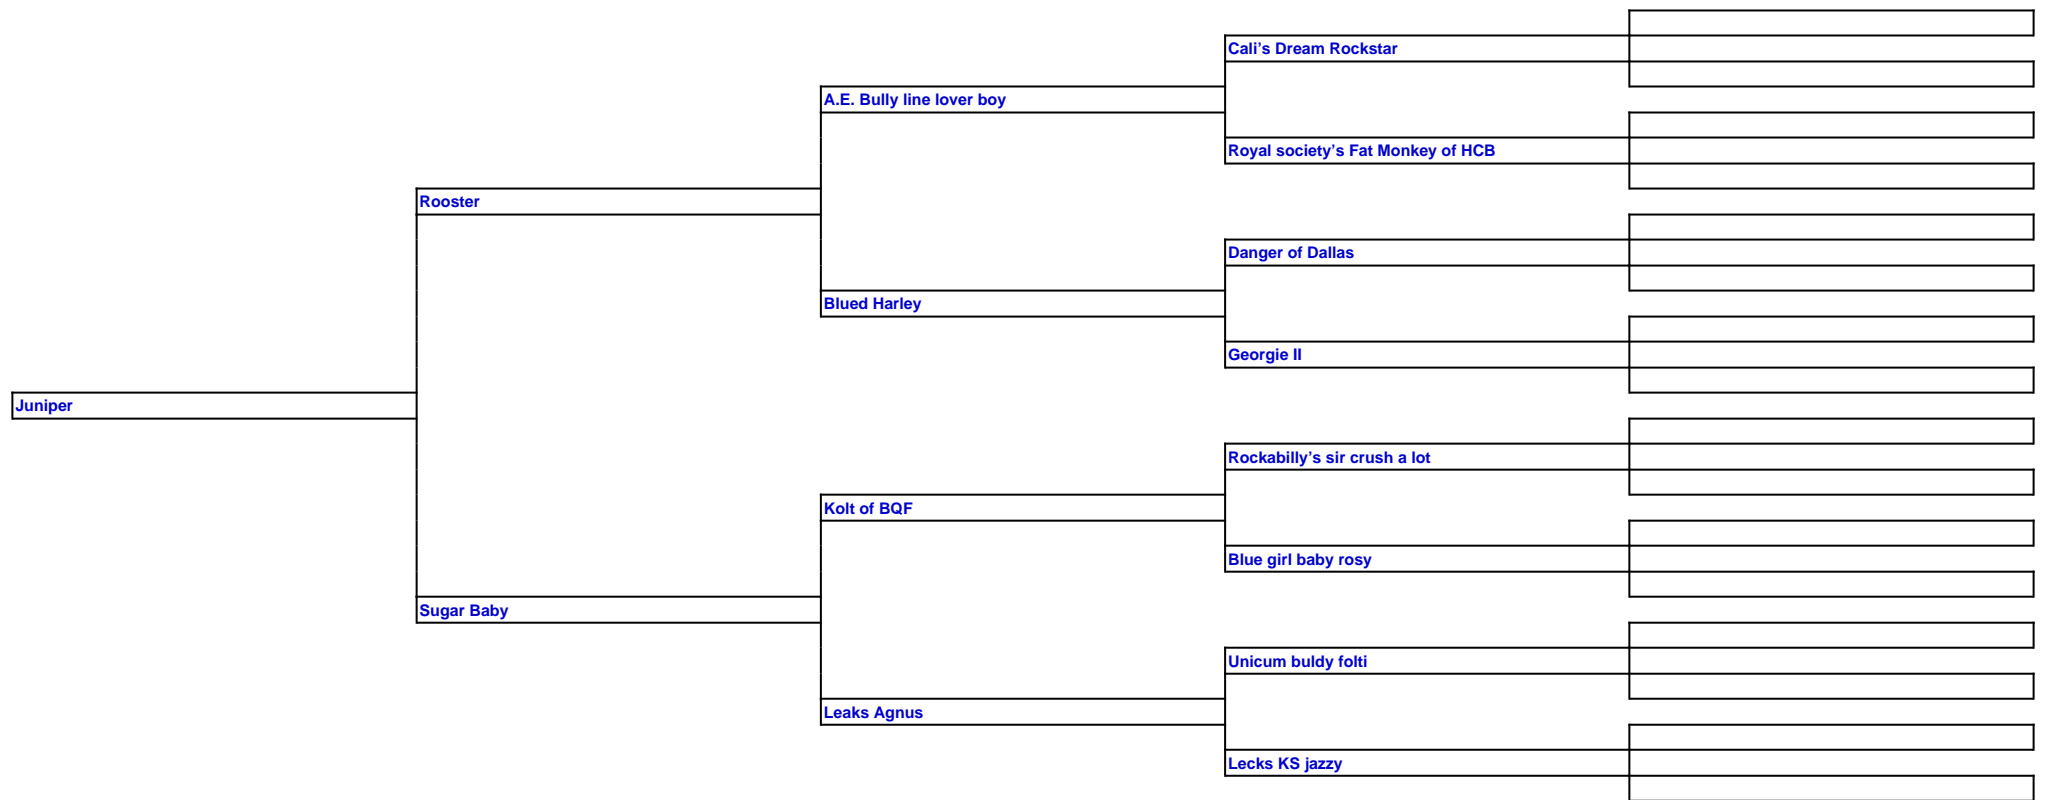 Cali’s Dream Rockstar
A.E. Bully line lover boy
Royal society’s Fat Monkey of HCB
Rooster
Danger of Dallas
Blued Harley
Georgie II
Juniper
Rockabilly’s sir crush a lot
Kolt of BQF
Blue girl baby rosy
Sugar Baby
Unicum buldy folti
Leaks Agnus
Lecks KS jazzy